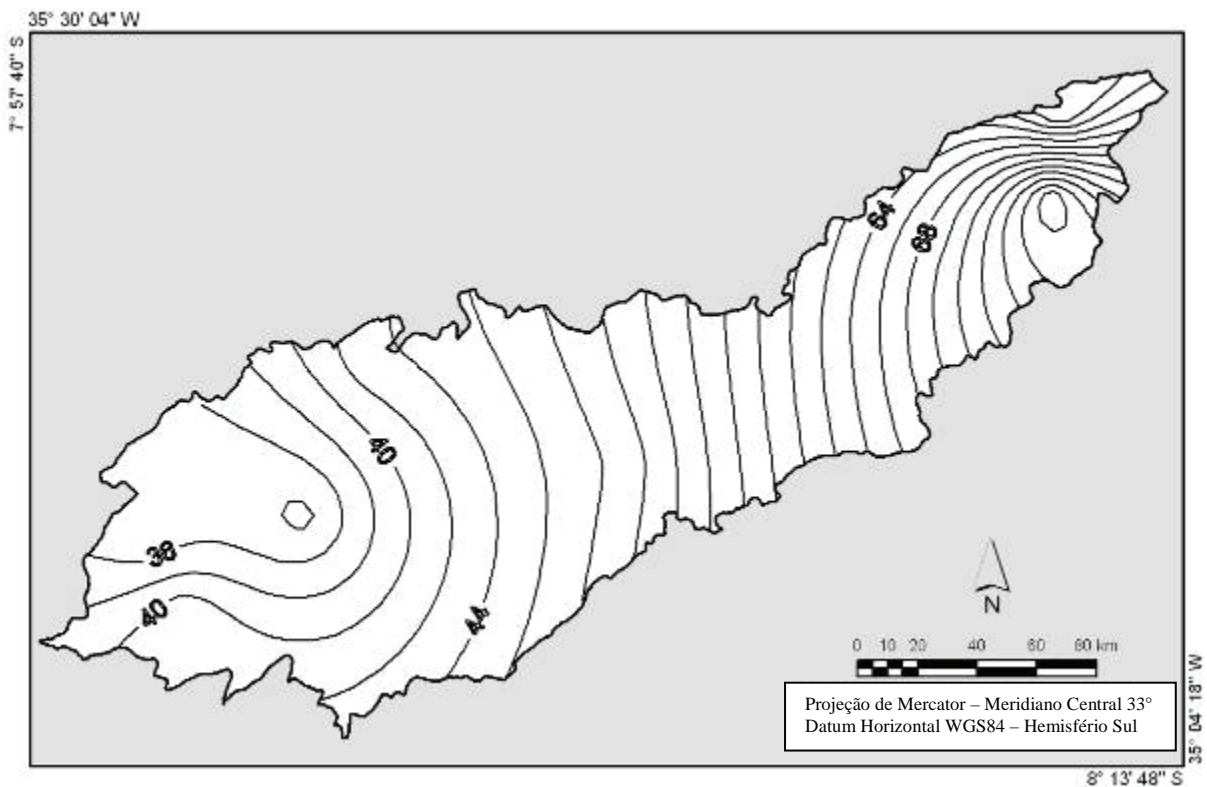 35° 30' 04" W
7° 57' 40" S
64
68
40
38
40
44
N
0 10 20 40 60 80 km
Projeção de Mercator – Meridiano Central 33°
Datum Horizontal WGS84 – Hemisfério Sul
35° 04' 18" W
8° 13' 48" S